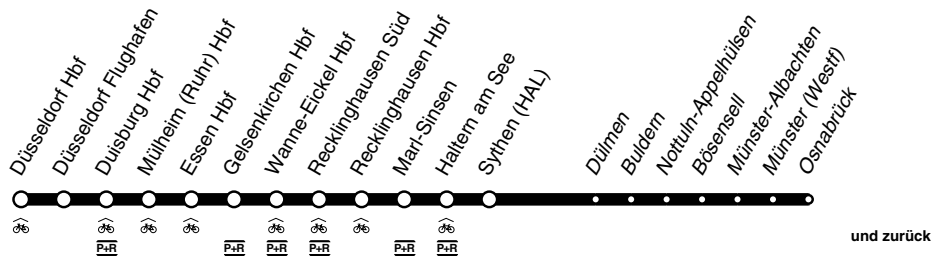 Düsseldorf Hbf
Düsseldorf Flughafen
Duisburg Hbf
Mülheim (Ruhr) Hbf
Essen Hbf
Gelsenkirchen Hbf
Wanne-Eickel Hbf
Recklinghausen Süd
Recklinghausen Hbf
Marl-Sinsen
Haltern am See
Sythen (HAL)
Dülmen
Buldern
Nottuln-Appelhülsen
Bösensell
Münster-Albachten
Münster (Westf)
Osnabrück
P+R P+R P+R P+R P+R P+R
und zurück